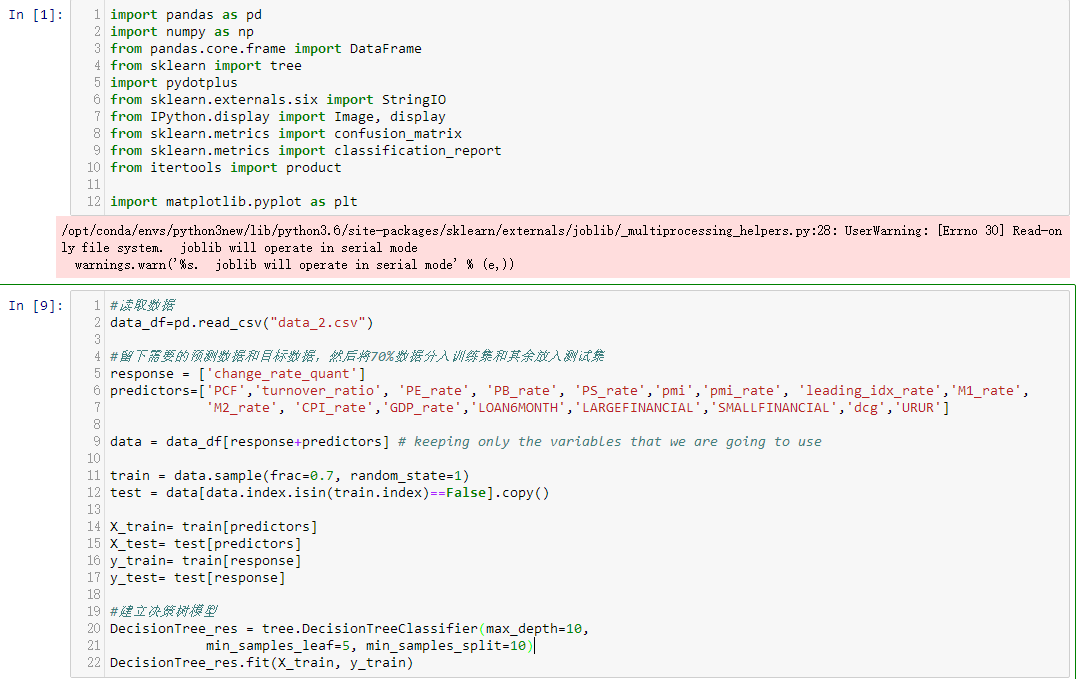 In [1]:
1 import pandas as pd
2 import numpy as np
3 from pandas.core.frame import DataFrame
4 from sklearn import tree
5 import pydotplus
6 from sklearn.externals.six import StringIO
7 from IPython.display import Image, display
8 from sklearn.metrics import confusion_matrix
9 from sklearn.metrics import classification_report
10 from itertools import product
11
12 import matplotlib.pyplot as plt
/opt/conda/envs/python3new/lib/python3.6/site-packages/sklearn/externals/joblib/_multiprocessing_helpers.py:28: UserWarning: [Errno 30] Read-on
ly file system.  joblib will operate in serial mode
  warnings.warn('%s.  joblib will operate in serial mode' % (e,))
In [9]:
1 #读取数据
2 data_df=pd.read_csv("data_2.csv")
3
4 #留下需要的预测数据和目标数据，然后将70%数据分入训练集和其余放入测试集
5 response = ['change_rate_quant']
6 predictors=['PCF','turnover_ratio', 'PE_rate', 'PB_rate', 'PS_rate','pmi','pmi_rate', 'leading_idx_rate','M1_rate',
7             'M2_rate', 'CPI_rate','GDP_rate','LOAN6MONTH','LARGEFINANCIAL','SMALLFINANCIAL','dcg','URUR']
8
9 data = data_df[response+predictors] # keeping only the variables that we are going to use
10
11 train = data.sample(frac=0.7, random_state=1)
12 test = data[data.index.isin(train.index)==False].copy()
13
14 X_train= train[predictors]
15 X_test= test[predictors]
16 y_train= train[response]
17 y_test= test[response]
18
19 #建立决策树模型
20 DecisionTree_res = tree.DecisionTreeClassifier(max_depth=10,
21             min_samples_leaf=5, min_samples_split=10)
22 DecisionTree_res.fit(X_train, y_train)